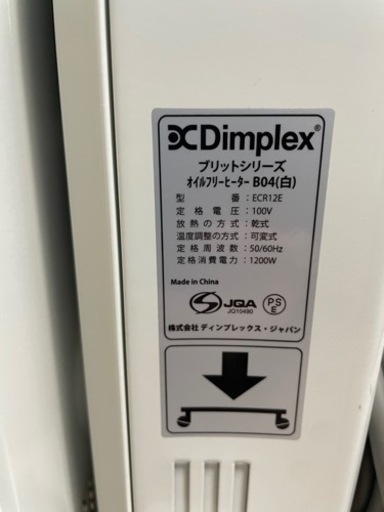 Dimplex®
ブリットシリーズ
オイルフリーヒーター B04(白)
型 番：ECR12E
定格電圧：100V
放熱の方式：乾式
温度調整の方式：可変式
定格周波数：50/60Hz
定格消費電力：1200W
Made in China
JQA
JQ10490
PS
E
株式会社 ディンプレックス・ジャパン